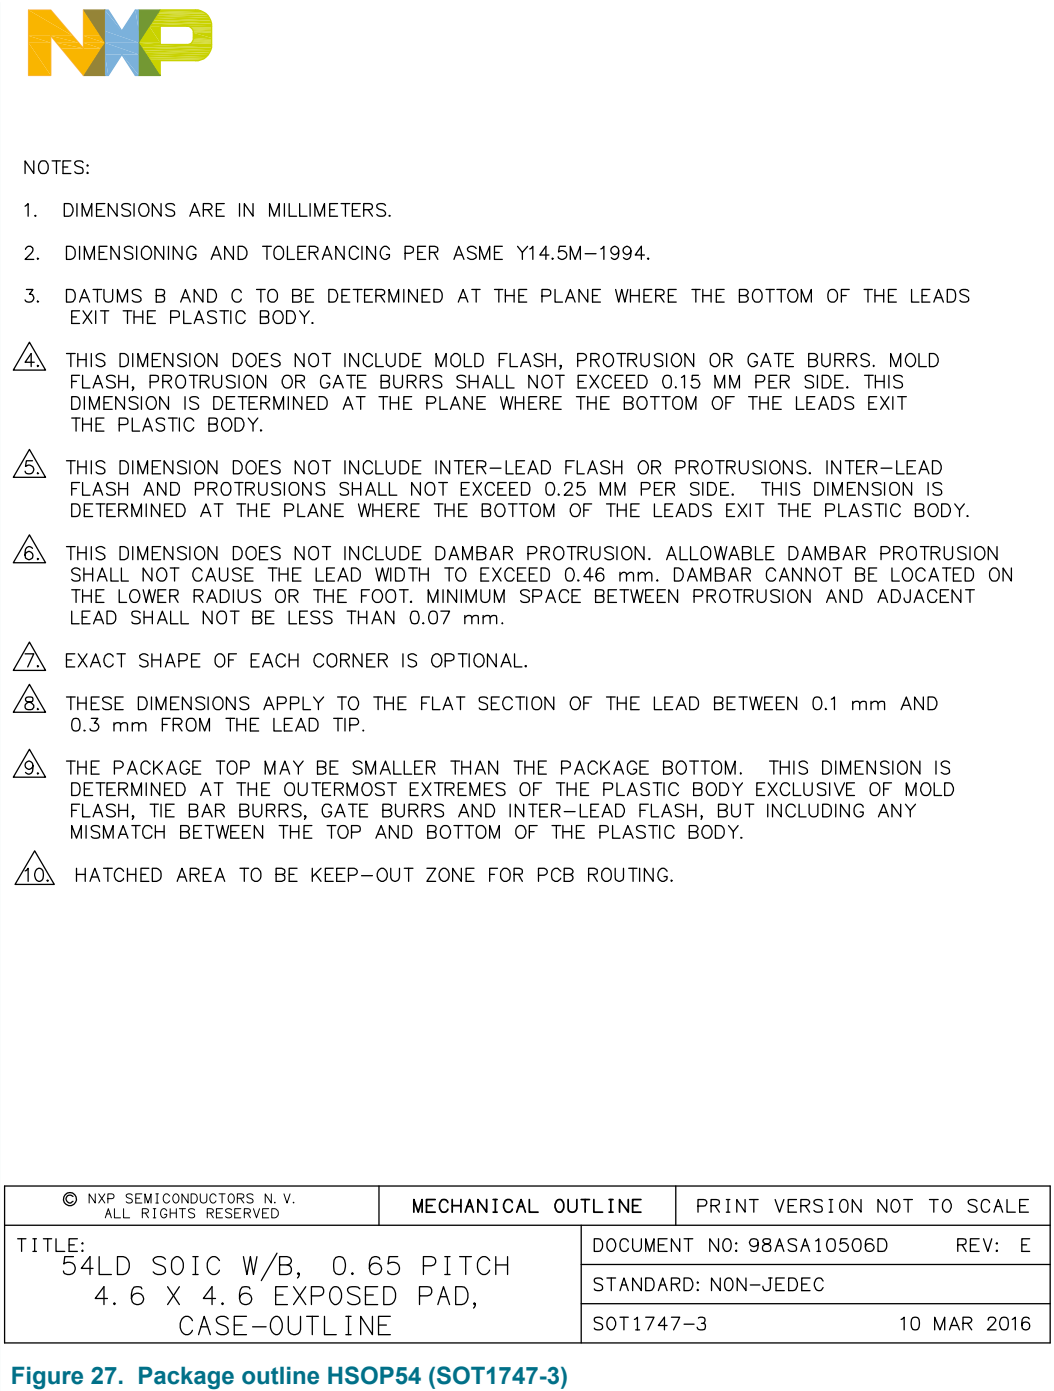 NXP
NOTES:
1. DIMENSIONS ARE IN MILLIMETERS.
2. DIMENSIONING AND TOLERANCING PER ASME Y14.5M–1994.
3. DATUMS B AND C TO BE DETERMINED AT THE PLANE WHERE THE BOTTOM OF THE LEADS
EXIT THE PLASTIC BODY.
4. THIS DIMENSION DOES NOT INCLUDE MOLD FLASH, PROTRUSION OR GATE BURRS. MOLD
FLASH, PROTRUSION OR GATE BURRS SHALL NOT EXCEED 0.15 MM PER SIDE. THIS
DIMENSION IS DETERMINED AT THE PLANE WHERE THE BOTTOM OF THE LEADS EXIT
THE PLASTIC BODY.
5. THIS DIMENSION DOES NOT INCLUDE INTER–LEAD FLASH OR PROTRUSIONS. INTER–LEAD
FLASH AND PROTRUSIONS SHALL NOT EXCEED 0.25 MM PER SIDE. THIS DIMENSION IS
DETERMINED AT THE PLANE WHERE THE BOTTOM OF THE LEADS EXIT THE PLASTIC BODY.
6. THIS DIMENSION DOES NOT INCLUDE DAMBAR PROTRUSION. ALLOWABLE DAMBAR PROTRUSION
SHALL NOT CAUSE THE LEAD WIDTH TO EXCEED 0.46 mm. DAMBAR CANNOT BE LOCATED ON
THE LOWER RADIUS OR THE FOOT. MINIMUM SPACE BETWEEN PROTRUSION AND ADJACENT
LEAD SHALL NOT BE LESS THAN 0.07 mm.
7. EXACT SHAPE OF EACH CORNER IS OPTIONAL.
8. THESE DIMENSIONS APPLY TO THE FLAT SECTION OF THE LEAD BETWEEN 0.1 mm AND
0.3 mm FROM THE LEAD TIP.
9. THE PACKAGE TOP MAY BE SMALLER THAN THE PACKAGE BOTTOM. THIS DIMENSION IS
DETERMINED AT THE OUTERMOST EXTREMES OF THE PLASTIC BODY EXCLUSIVE OF MOLD
FLASH, TIE BAR BURRS, GATE BURRS AND INTER–LEAD FLASH, BUT INCLUDING ANY
MISMATCH BETWEEN THE TOP AND BOTTOM OF THE PLASTIC BODY.
10. HATCHED AREA TO BE KEEP–OUT ZONE FOR PCB ROUTING.
© NXP SEMICONDUCTORS N.V.
ALL RIGHTS RESERVED
MECHANICAL OUTLINE
PRINT VERSION NOT TO SCALE
TITLE:
54LD SOIC W/B, 0.65 PITCH
4.6 X 4.6 EXPOSED PAD,
CASE–OUTLINE
DOCUMENT NO: 98ASA10506D REV: E
STANDARD: NON–JEDEC
SOT1747–3 10 MAR 2016
Figure 27. Package outline HSOP54 (SOT1747-3)